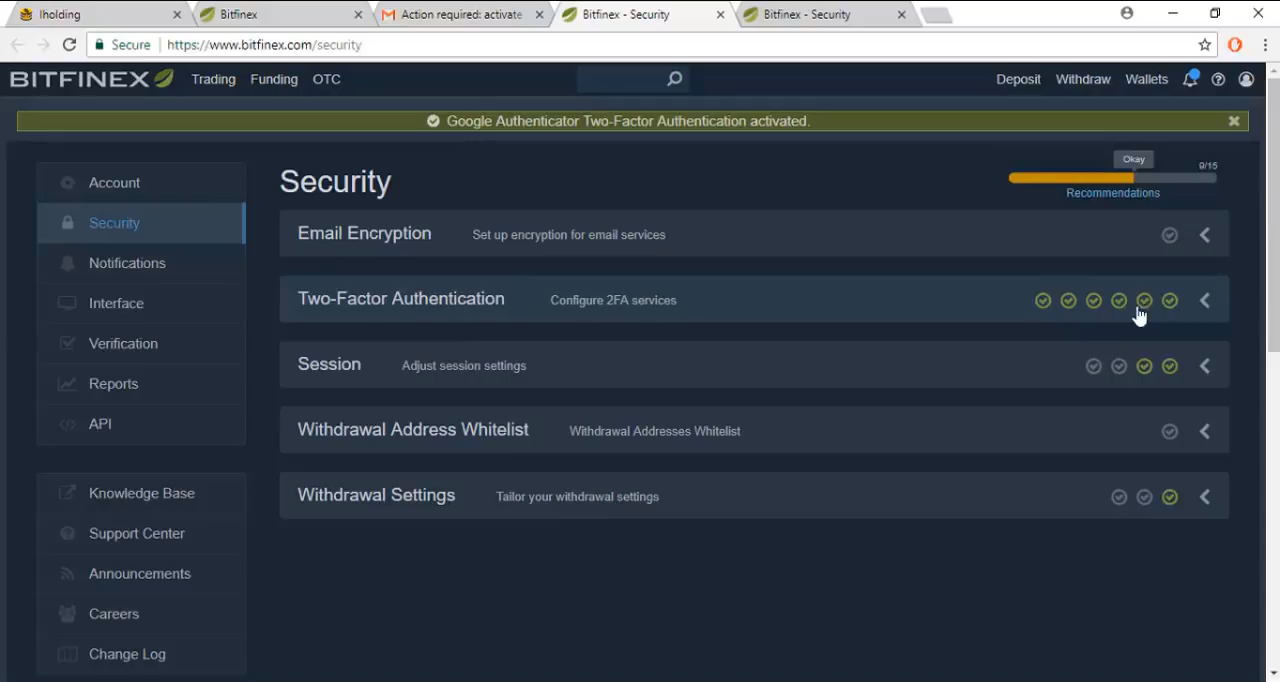 lholding
Bitfinex
Action required: activate
Bitfinex - Security
Bitfinex - Security
Secure
https://www.bitfinex.com/security
BITFINEX
Trading
Funding
OTC
Deposit
Withdraw
Wallets
Google Authenticator Two-Factor Authentication activated.
Account
Security
Notifications
Interface
Verification
Reports
API
Knowledge Base
Support Center
Announcements
Careers
Change Log
Security
Okay
9/15
Recommendations
Email Encryption Set up encryption for email services
Two-Factor Authentication Configure 2FA services
Session Adjust session settings
Withdrawal Address Whitelist Withdrawal Addresses Whitelist
Withdrawal Settings Tailor your withdrawal settings